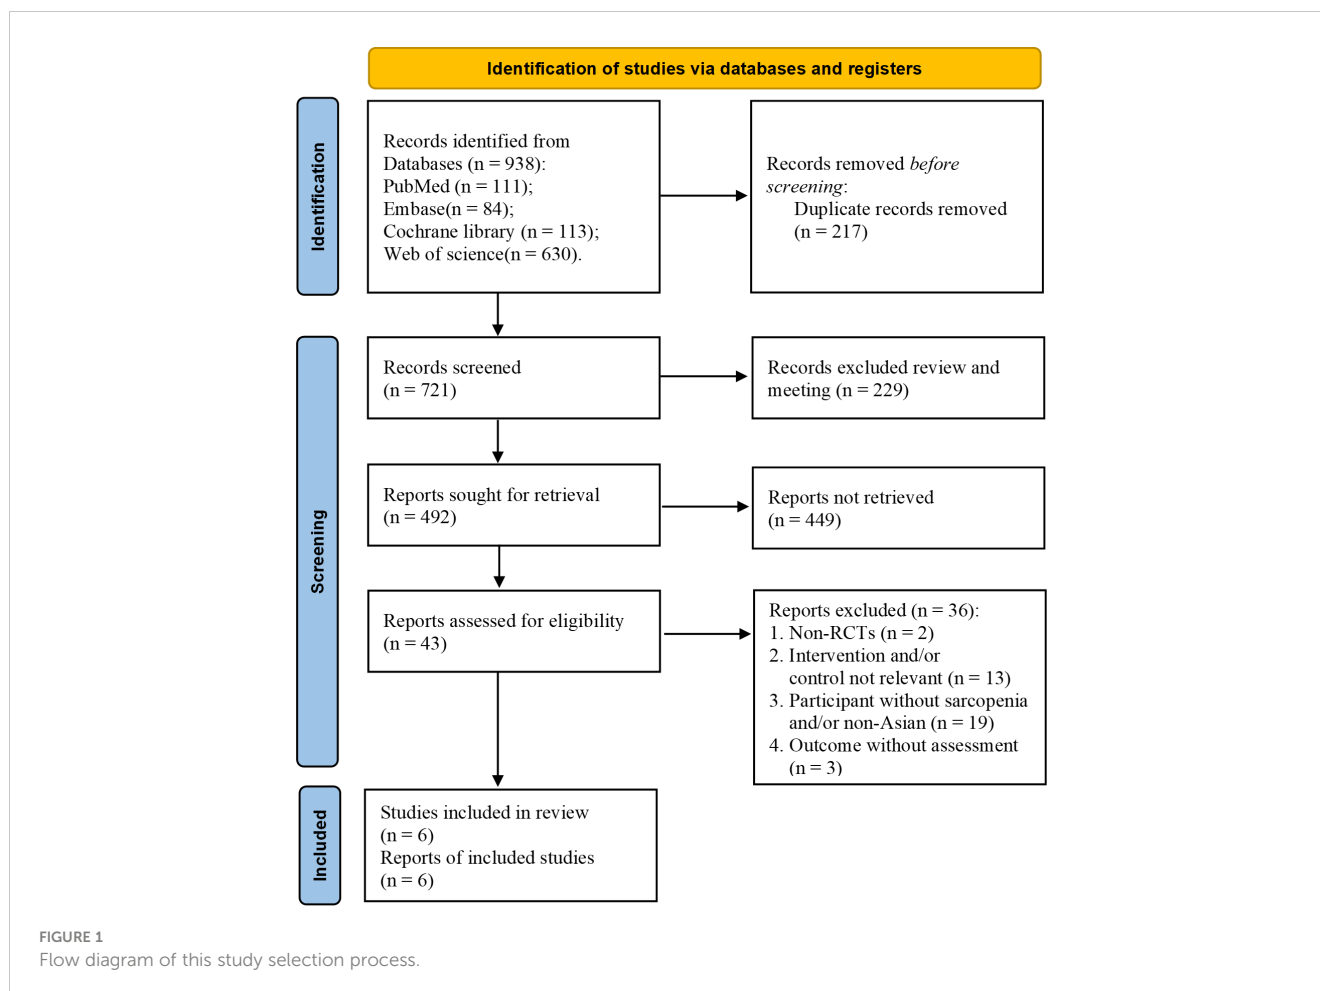 Identification of studies via databases and registers
Identification
Records identified from
Databases (n = 938):
PubMed (n = 111);
Embase(n = 84);
Cochrane library (n = 113);
Web of science(n = 630).
Records removed before
screening:
Duplicate records removed
(n = 217)
Screening
Records screened
(n = 721)
Records excluded review and
meeting (n = 229)
Reports sought for retrieval
(n = 492)
Reports not retrieved
(n = 449)
Reports assessed for eligibility
(n = 43)
Reports excluded (n = 36):
1. Non-RCTs (n = 2)
2. Intervention and/or
control not relevant (n = 13)
3. Participant without sarcopenia
and/or non-Asian (n = 19)
4. Outcome without assessment
(n = 3)
Included
Studies included in review
(n = 6)
Reports of included studies
(n = 6)
FIGURE 1
Flow diagram of this study selection process.